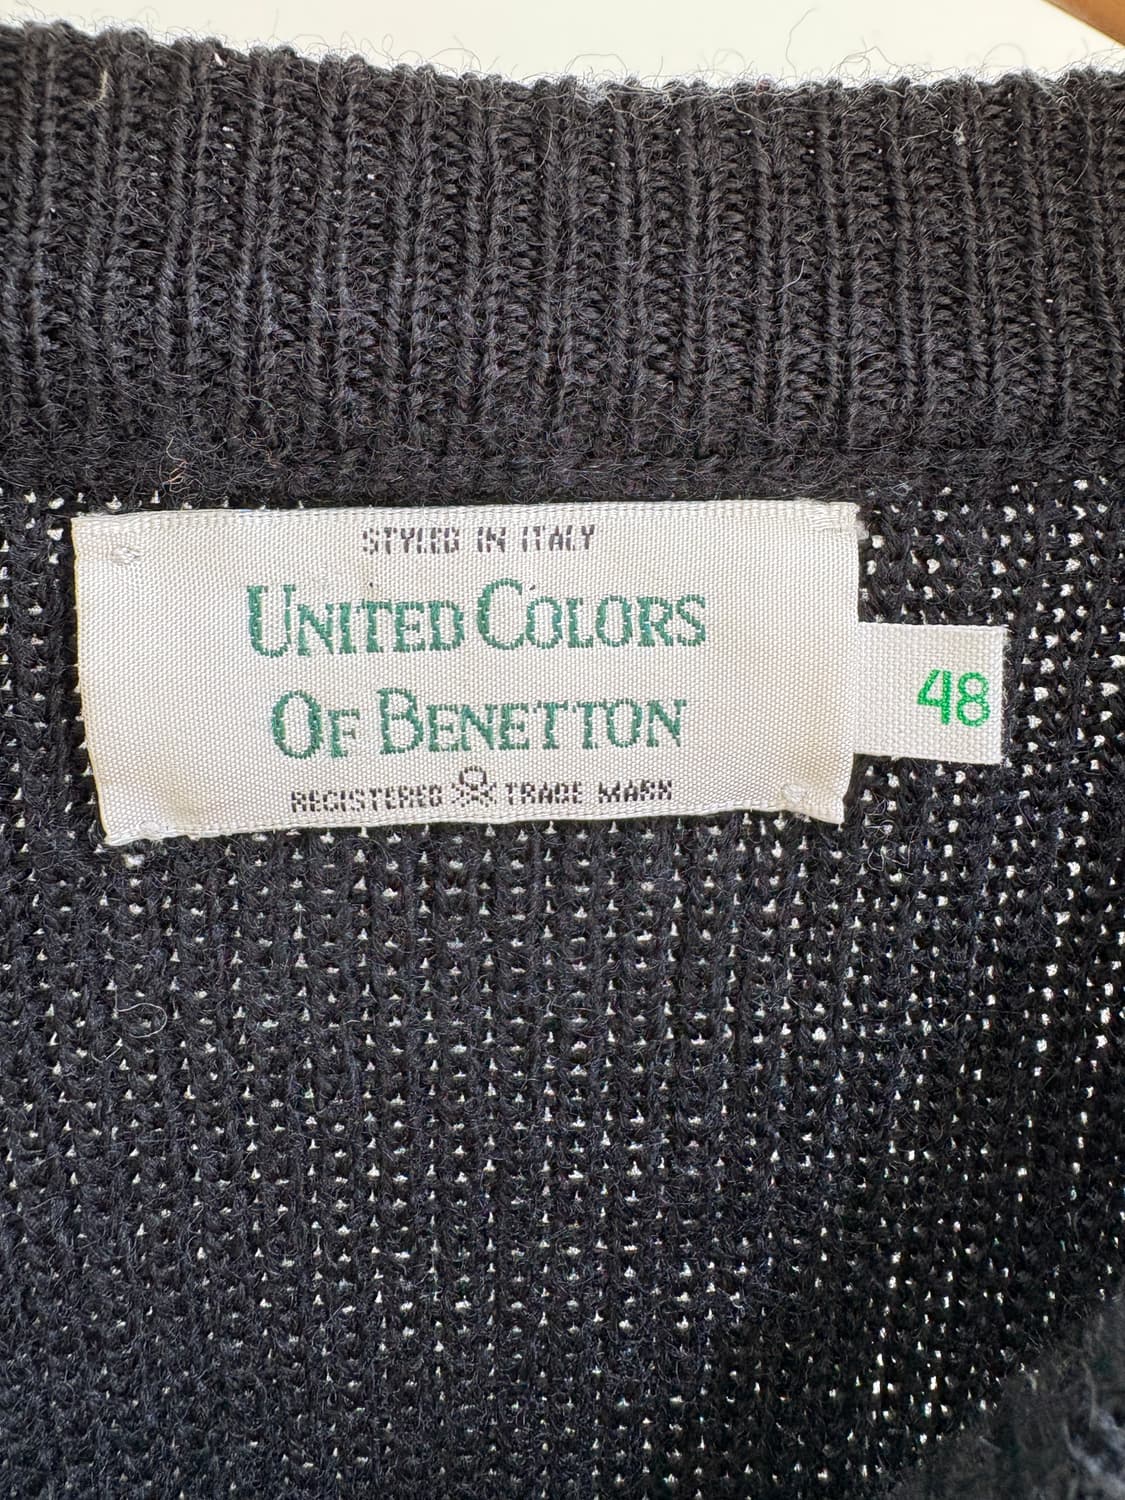 STYLED IN ITALY
UNITED COLORS
OF BENETTON
REGISTERED TRADE MARK
48